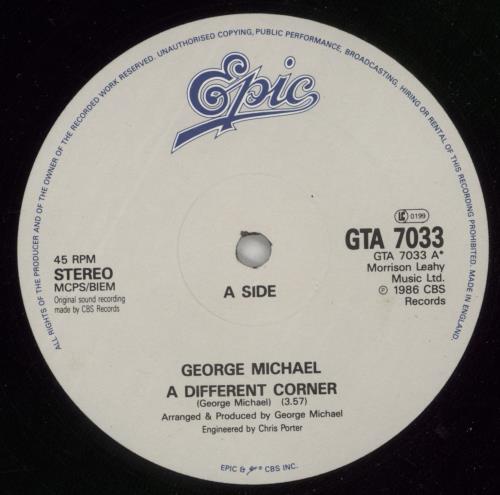 ALL RIGHTS OF THE PRODUCER AND OF THE OWNER OF THE RECORDED WORK RESERVED. UNAUTHORISED COPYING, PUBLIC PERFORMANCE, BROADCASTING, HIRING OR RENTAL OF THIS RECORDING PROHIBITED. MADE IN ENGLAND.
Epic
LC 0199
GTA 7033
GTA 7033 A*
Morrison Leahy
Music Ltd.
℗ 1986 CBS
Records
45 RPM
STEREO
MCPS/BIEM
Original sound recording
made by CBS Records
A SIDE
GEORGE MICHAEL
A DIFFERENT CORNER
(George Michael) (3.57)
Arranged & Produced by George Michael
Engineered by Chris Porter
EPIC & CBS INC.